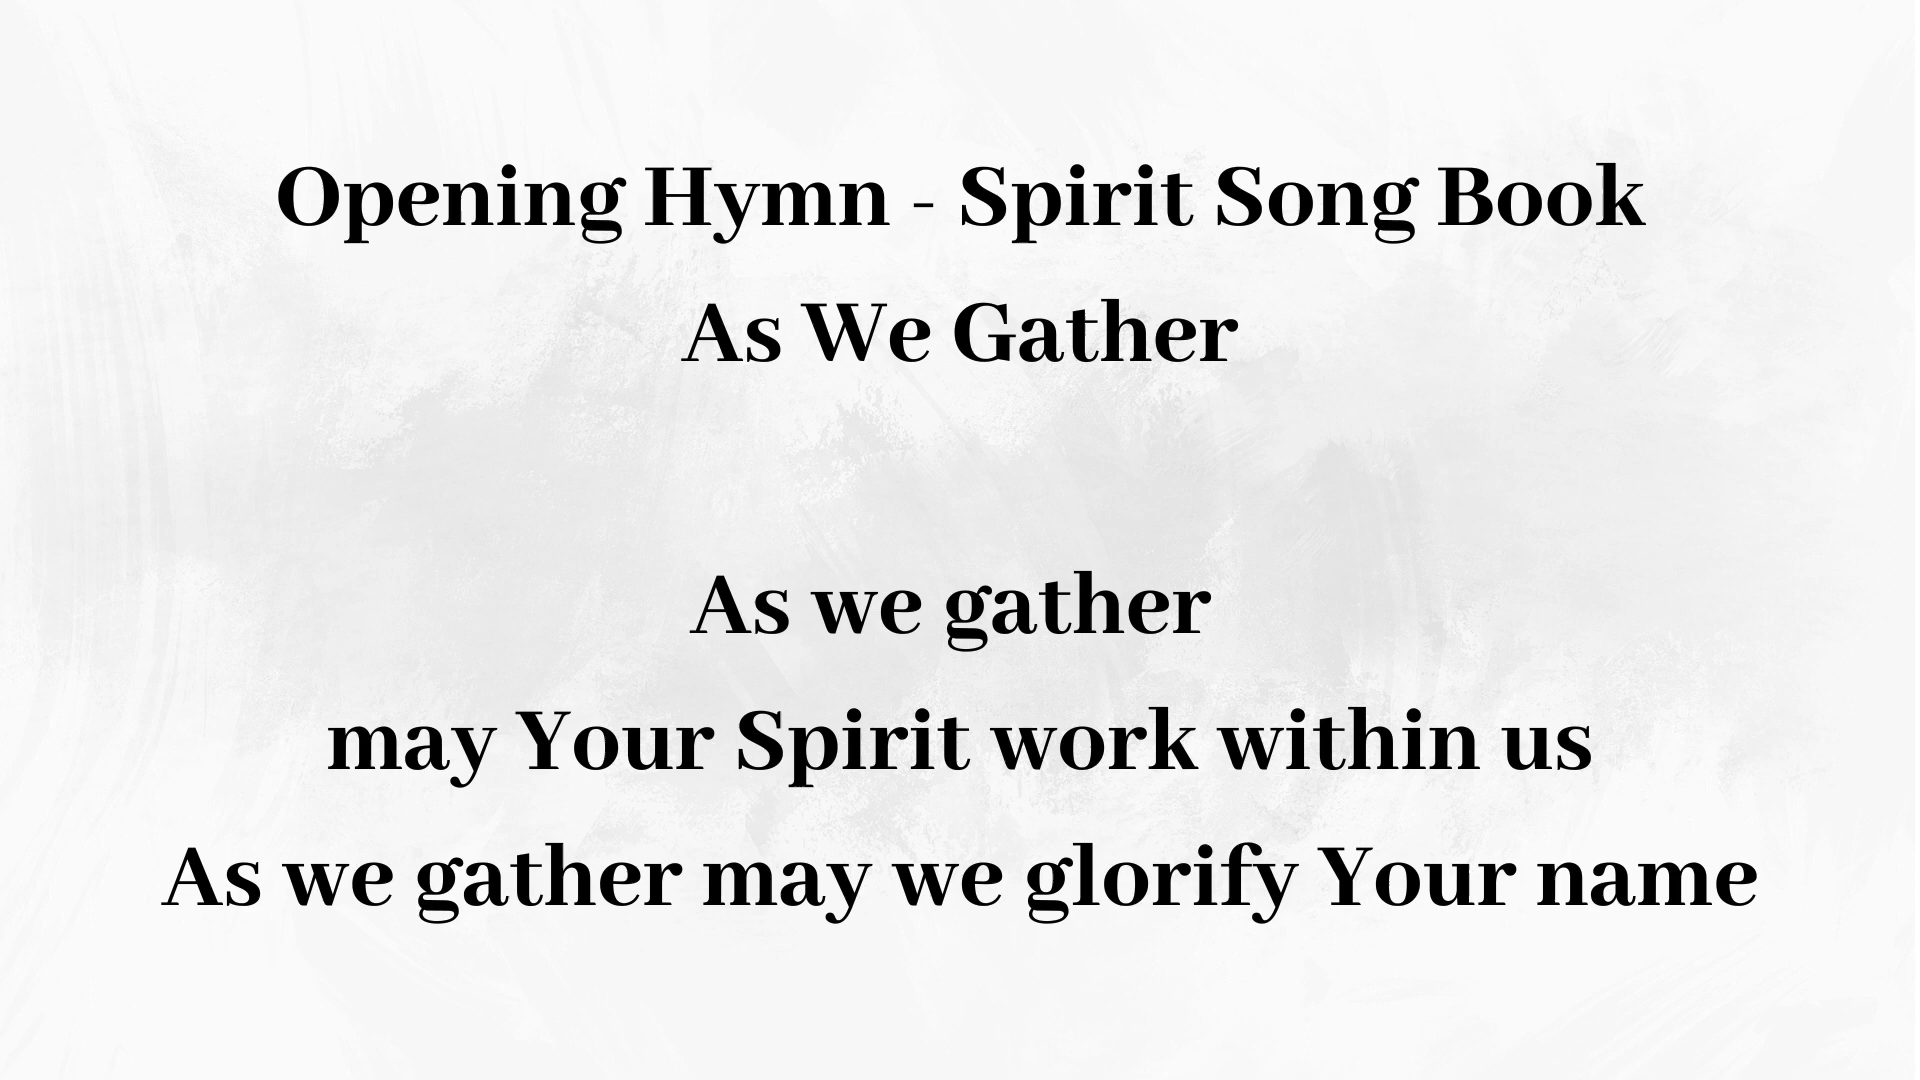 Opening Hymn - Spirit Song Book
As We Gather
As we gather
may Your Spirit work within us
As we gather may we glorify Your name